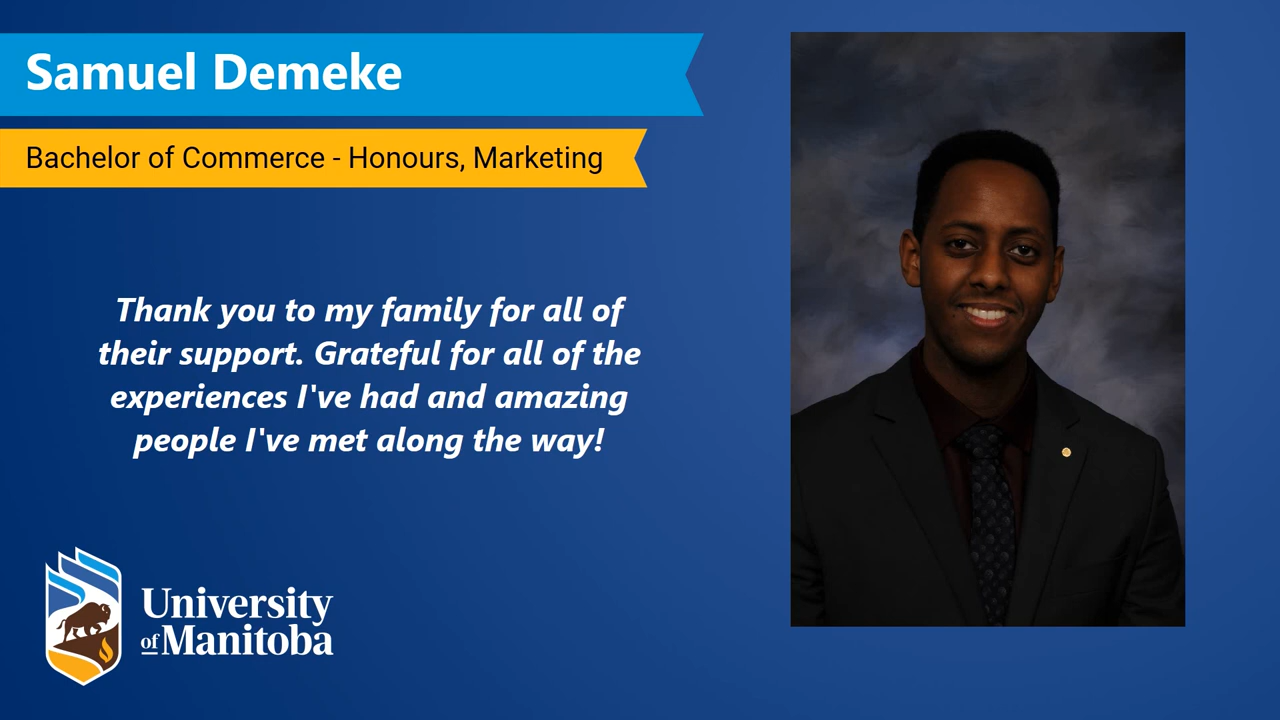 Samuel Demeke
Bachelor of Commerce - Honours, Marketing
Thank you to my family for all of
their support. Grateful for all of the
experiences I've had and amazing
people I've met along the way!
University
of Manitoba